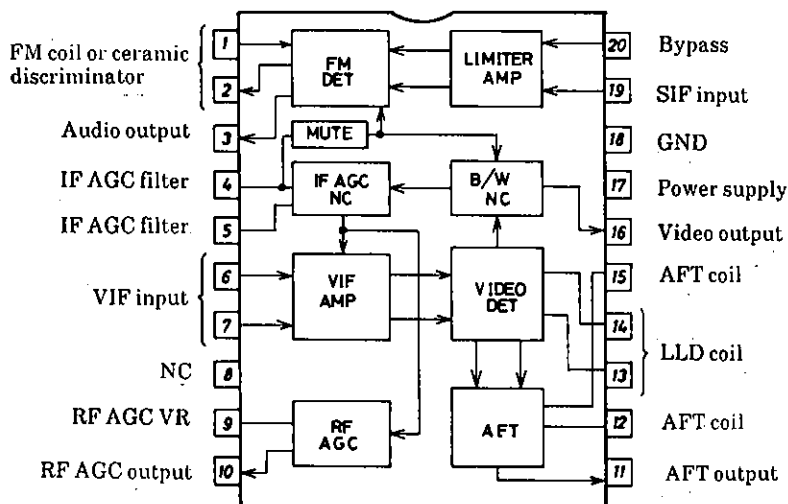 FM coil or ceramic
discriminator
Audio output
IF AGC filter
IF AGC filter
VIF input
NC
RF AGC VR
RF AGC output
1
2
3
4
5
6
7
8
9
10
FM
DET
LIMITER
AMP
MUTE
IF AGC
NC
B/W
NC
VIF
AMP
VIDEO
DET
RF
AGC
AFT
20
19
18
17
16
15
14
13
12
11
Bypass
SIF input
GND
Power supply
Video output
AFT coil
LLD coil
AFT coil
AFT output